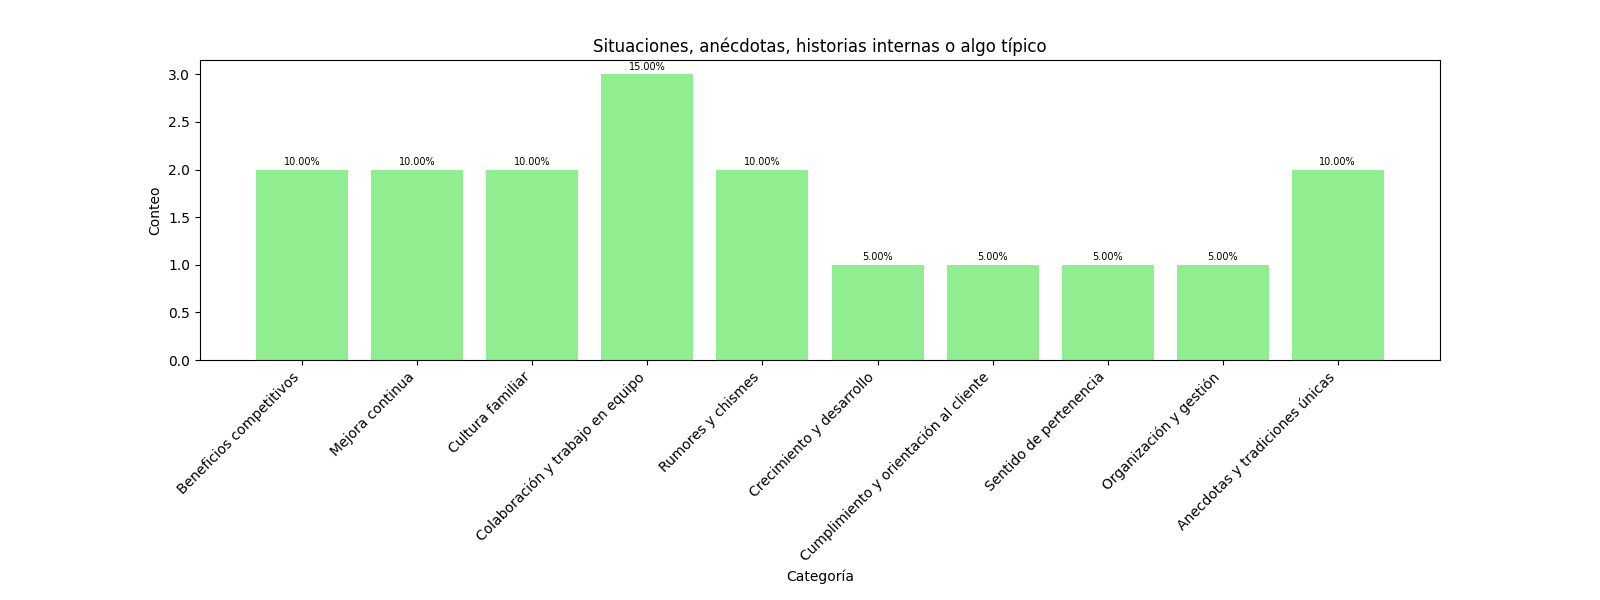 Situaciones, anécdotas, historias internas o algo típico
Conteo
3.0
2.5
2.0
1.5
1.0
0.5
0.0
10.00%
10.00%
10.00%
15.00%
10.00%
5.00%
5.00%
5.00%
5.00%
10.00%
Beneficios competitivos
Mejora continua
Cultura familiar
Colaboración y trabajo en equipo
Rumores y chismes
Crecimiento y desarrollo
Cumplimiento y orientación al cliente
Sentido de pertenencia
Organización y gestión
Anecdotas y tradiciones únicas
Categoría